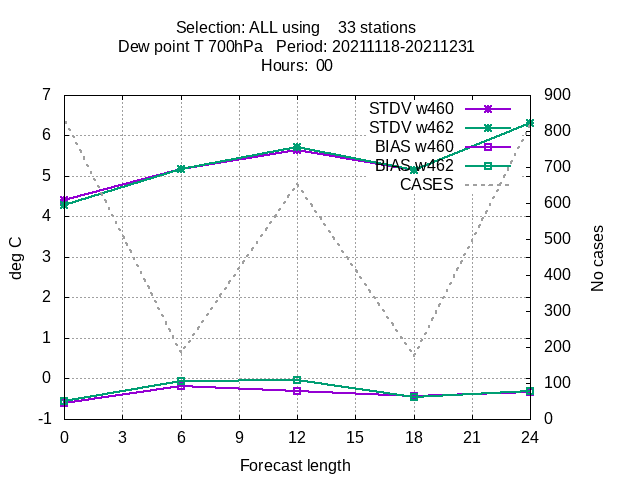 Selection: ALL using    33 stations
Dew point T 700hPa   Period: 20211118-20211231
Hours:  00
STDV w460
STDV w462
BIAS w460
BIAS w462
CASES
7
6
5
4
3
2
1
0
-1
deg C
900
800
700
600
500
400
300
200
100
0
No cases
0 3 6 9 12 15 18 21 24
Forecast length